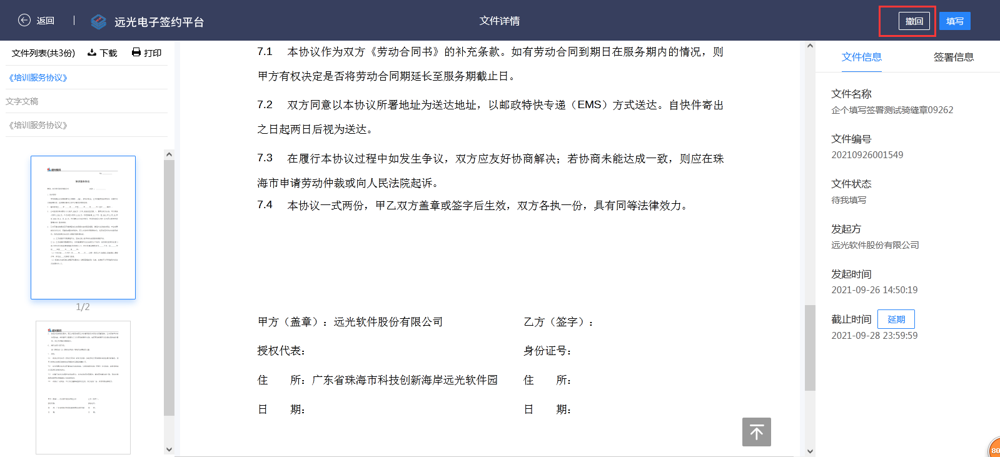 返回
远光电子签约平台
文件详情
撤回
填写
文件列表(共3份)
下载
打印
《培训服务协议》
文字文稿
《培训服务协议》
1/2
7.1 本协议作为双方《劳动合同书》的补充条款。如有劳动合同到期日在服务期内的情况，则
甲方有权决定是否将劳动合同期延长至服务期截止日。
7.2 双方同意以本协议所署地址为送达地址，以邮政特快专递（EMS）方式送达。自快件寄出
之日起两日后视为送达。
7.3 在履行本协议过程中如发生争议，双方应友好协商解决；若协商未能达成一致，则应在珠
海市申请劳动仲裁或向人民法院起诉。
7.4 本协议一式两份，甲乙双方盖章或签字后生效，双方各执一份，具有同等法律效力。
甲方（盖章）：远光软件股份有限公司 乙方（签字）：
授权代表： 身份证号：
住 所：广东省珠海市科技创新海岸远光软件园 住 所：
日 期： 日 期：
文件信息
签署信息
文件名称
企个填写签署测试骑缝章09262
文件编号
20210926001549
文件状态
待我填写
发起方
远光软件股份有限公司
发起时间
2021-09-26 14:50:19
截止时间
延期
2021-09-28 23:59:59
80